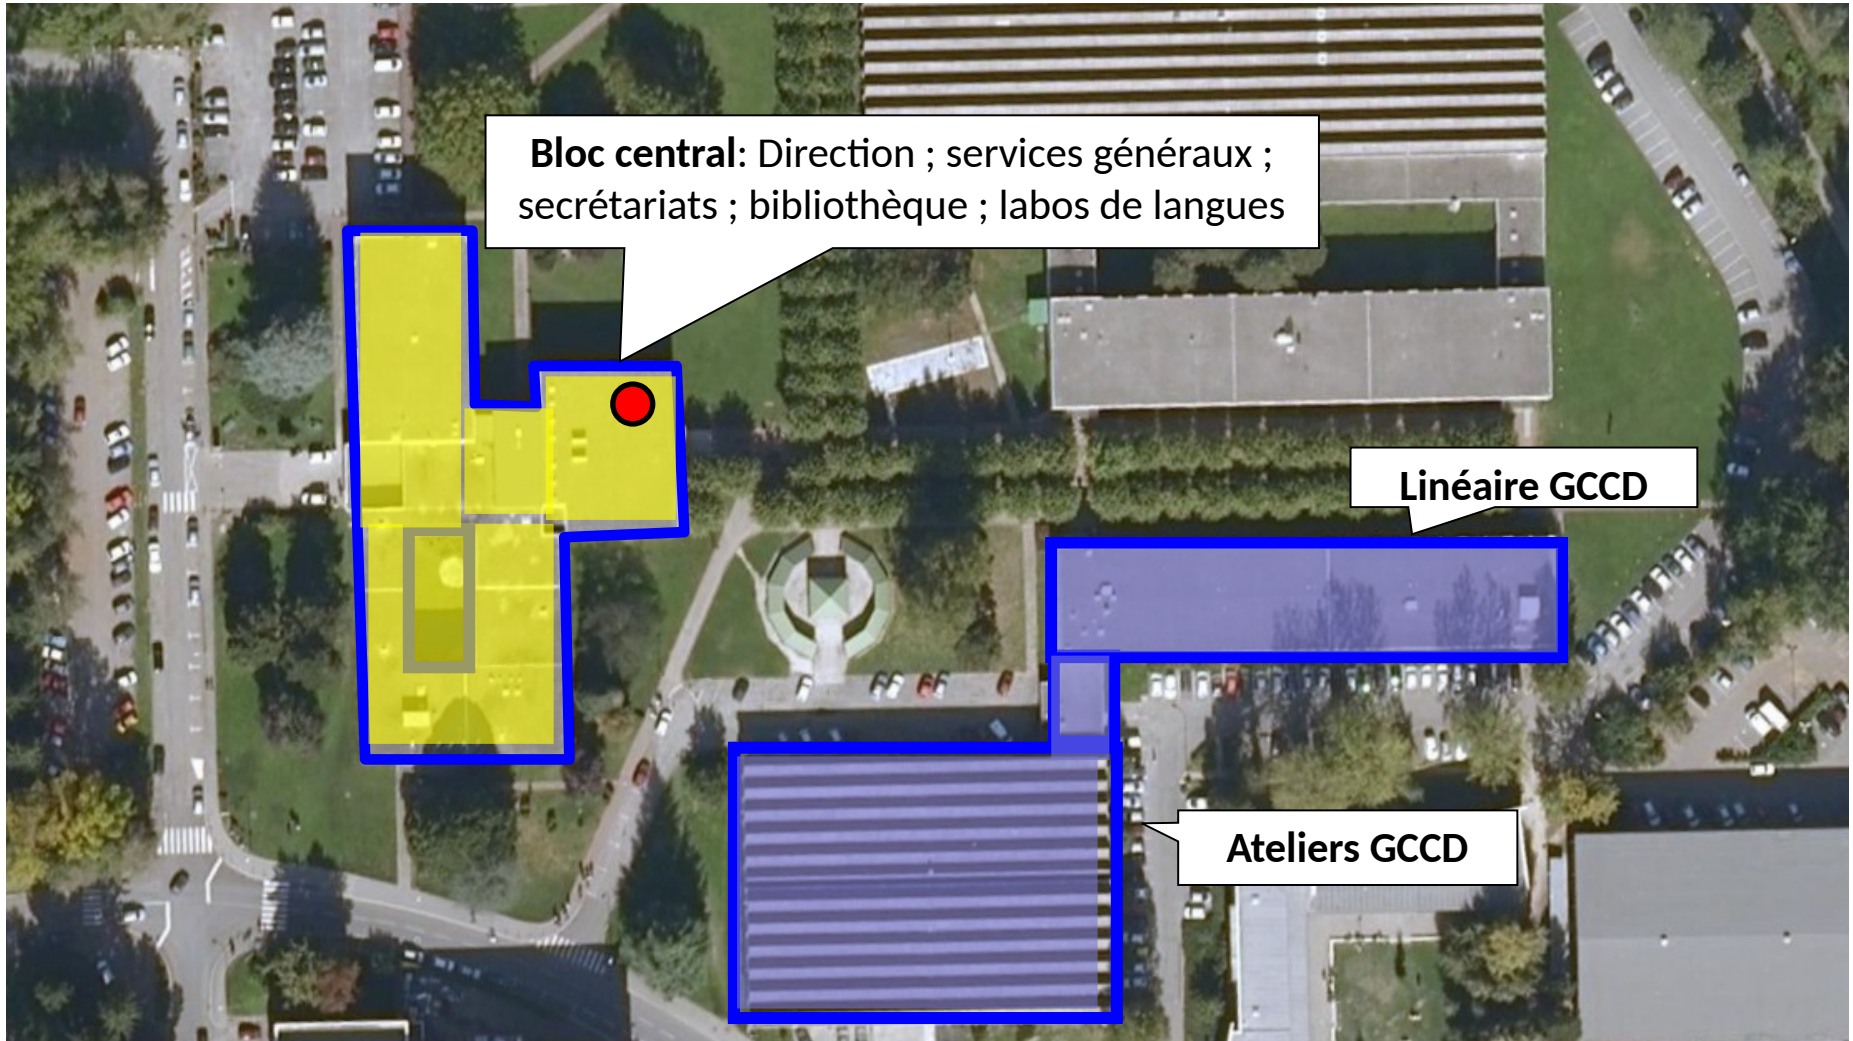 Bloc central: Direction ; services généraux ;
secrétariats ; bibliothèque ; labos de langues
Linéaire GCCD
Ateliers GCCD